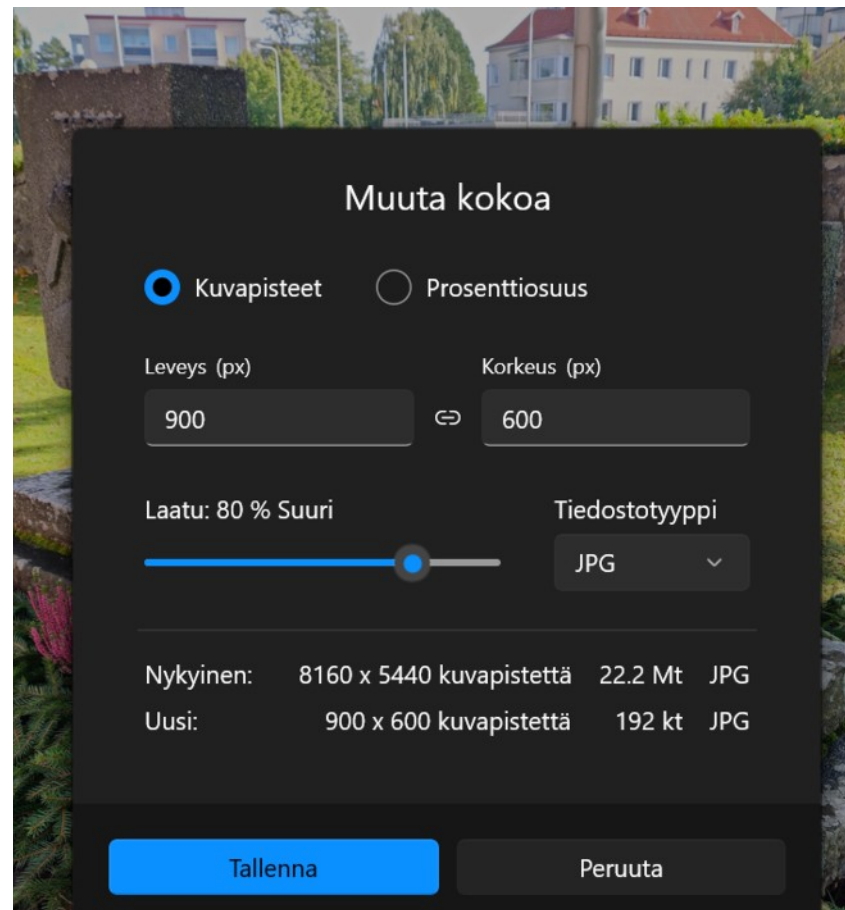 Muuta kokoa
Kuvapisteet Prosenttiosuus
Leveys (px) Korkeus (px)
900 600
Laatu: 80 % Suuri Tiedostotyyppi
JPG
Nykyinen: 8160 x 5440 kuvapistettä 22.2 Mt JPG
Uusi: 900 x 600 kuvapistettä 192 kt JPG
Tallenna Peruuta